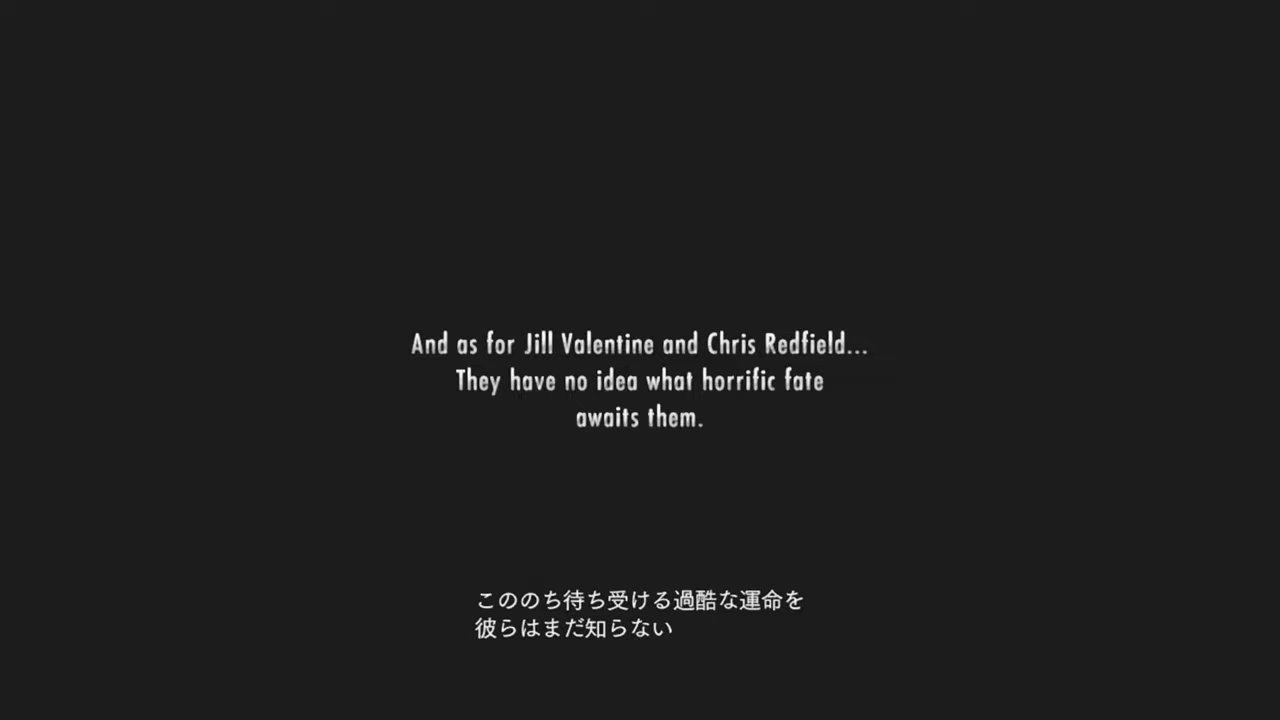 And as for Jill Valentine and Chris Redfield...
They have no idea what horrific fate
awaits them.
こののち待ち受ける過酷な運命を
彼らはまだ知らない